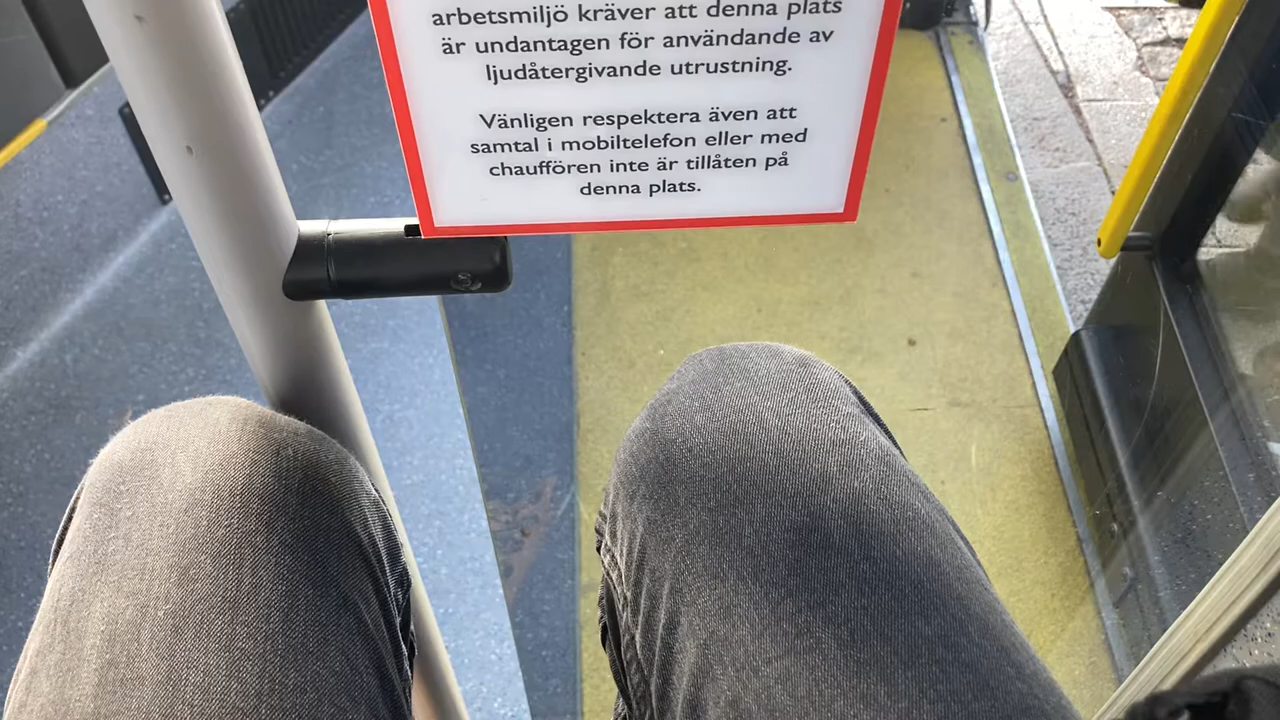 arbetsmiljö kräver att denna plats
är undantagen för användande av
ljudåtergivande utrustning.
Vänligen respektera även att
samtal i mobiltelefon eller med
chauffören inte är tillåten på
denna plats.